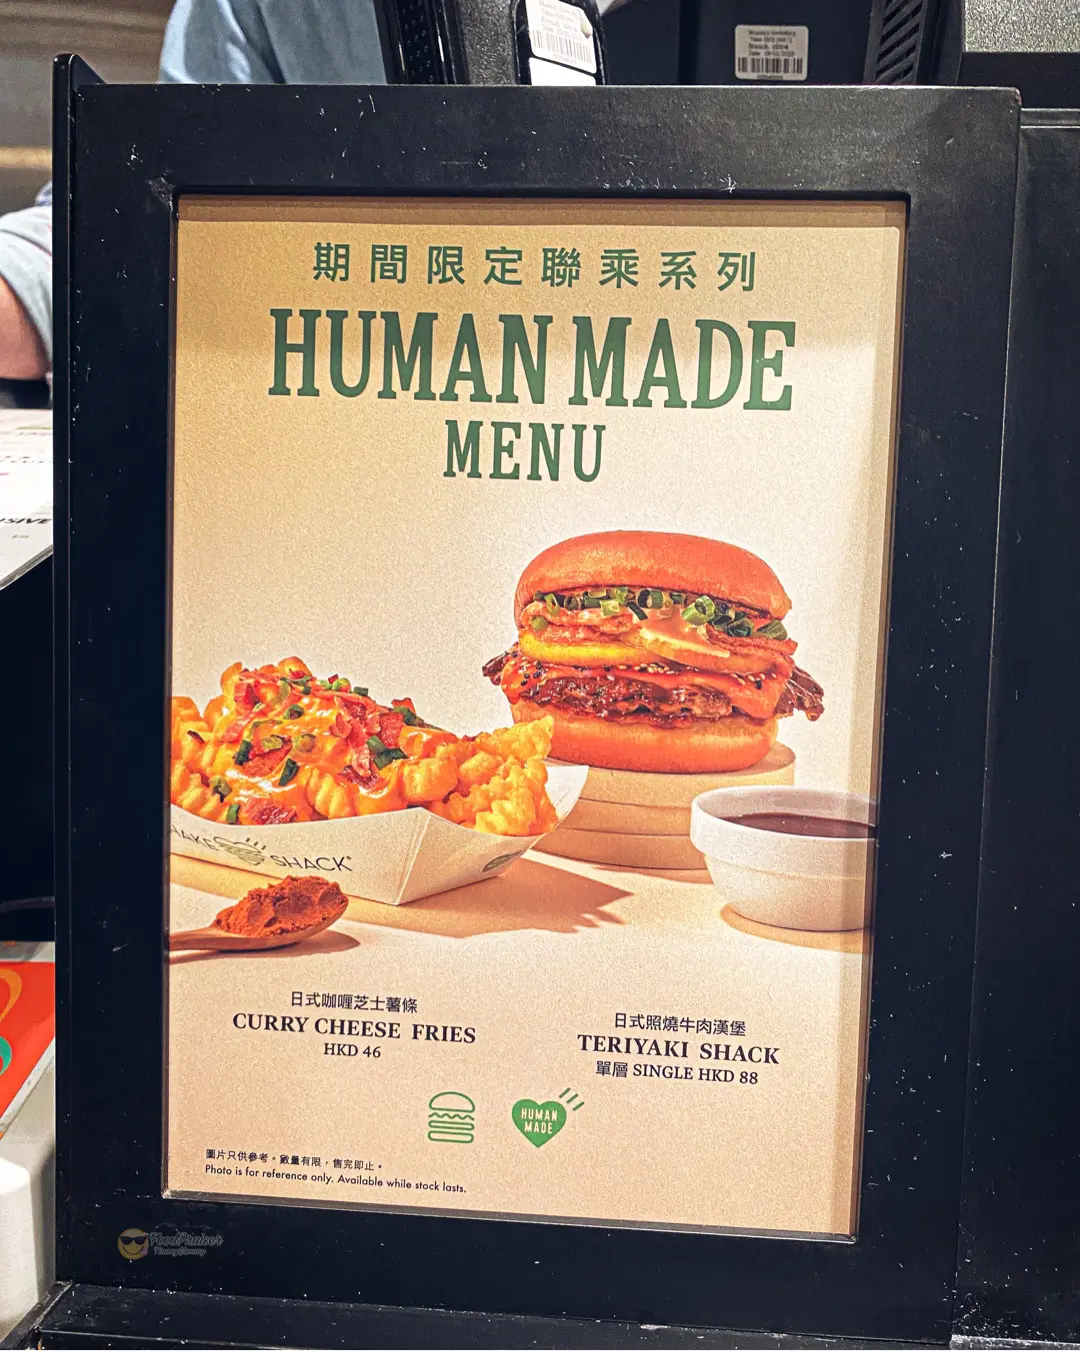 期間限定聯乘系列
HUMAN MADE
MENU
SHACK
日式咖喱芝士薯條
CURRY CHEESE FRIES
HKD 46
日式照燒牛肉漢堡
TERIYAKI SHACK
單層 SINGLE HKD 88
HUMAN
MADE
圖片只供參考。數量有限，售完即止。
Photo is for reference only. Available while stock lasts.
FoodPraiser